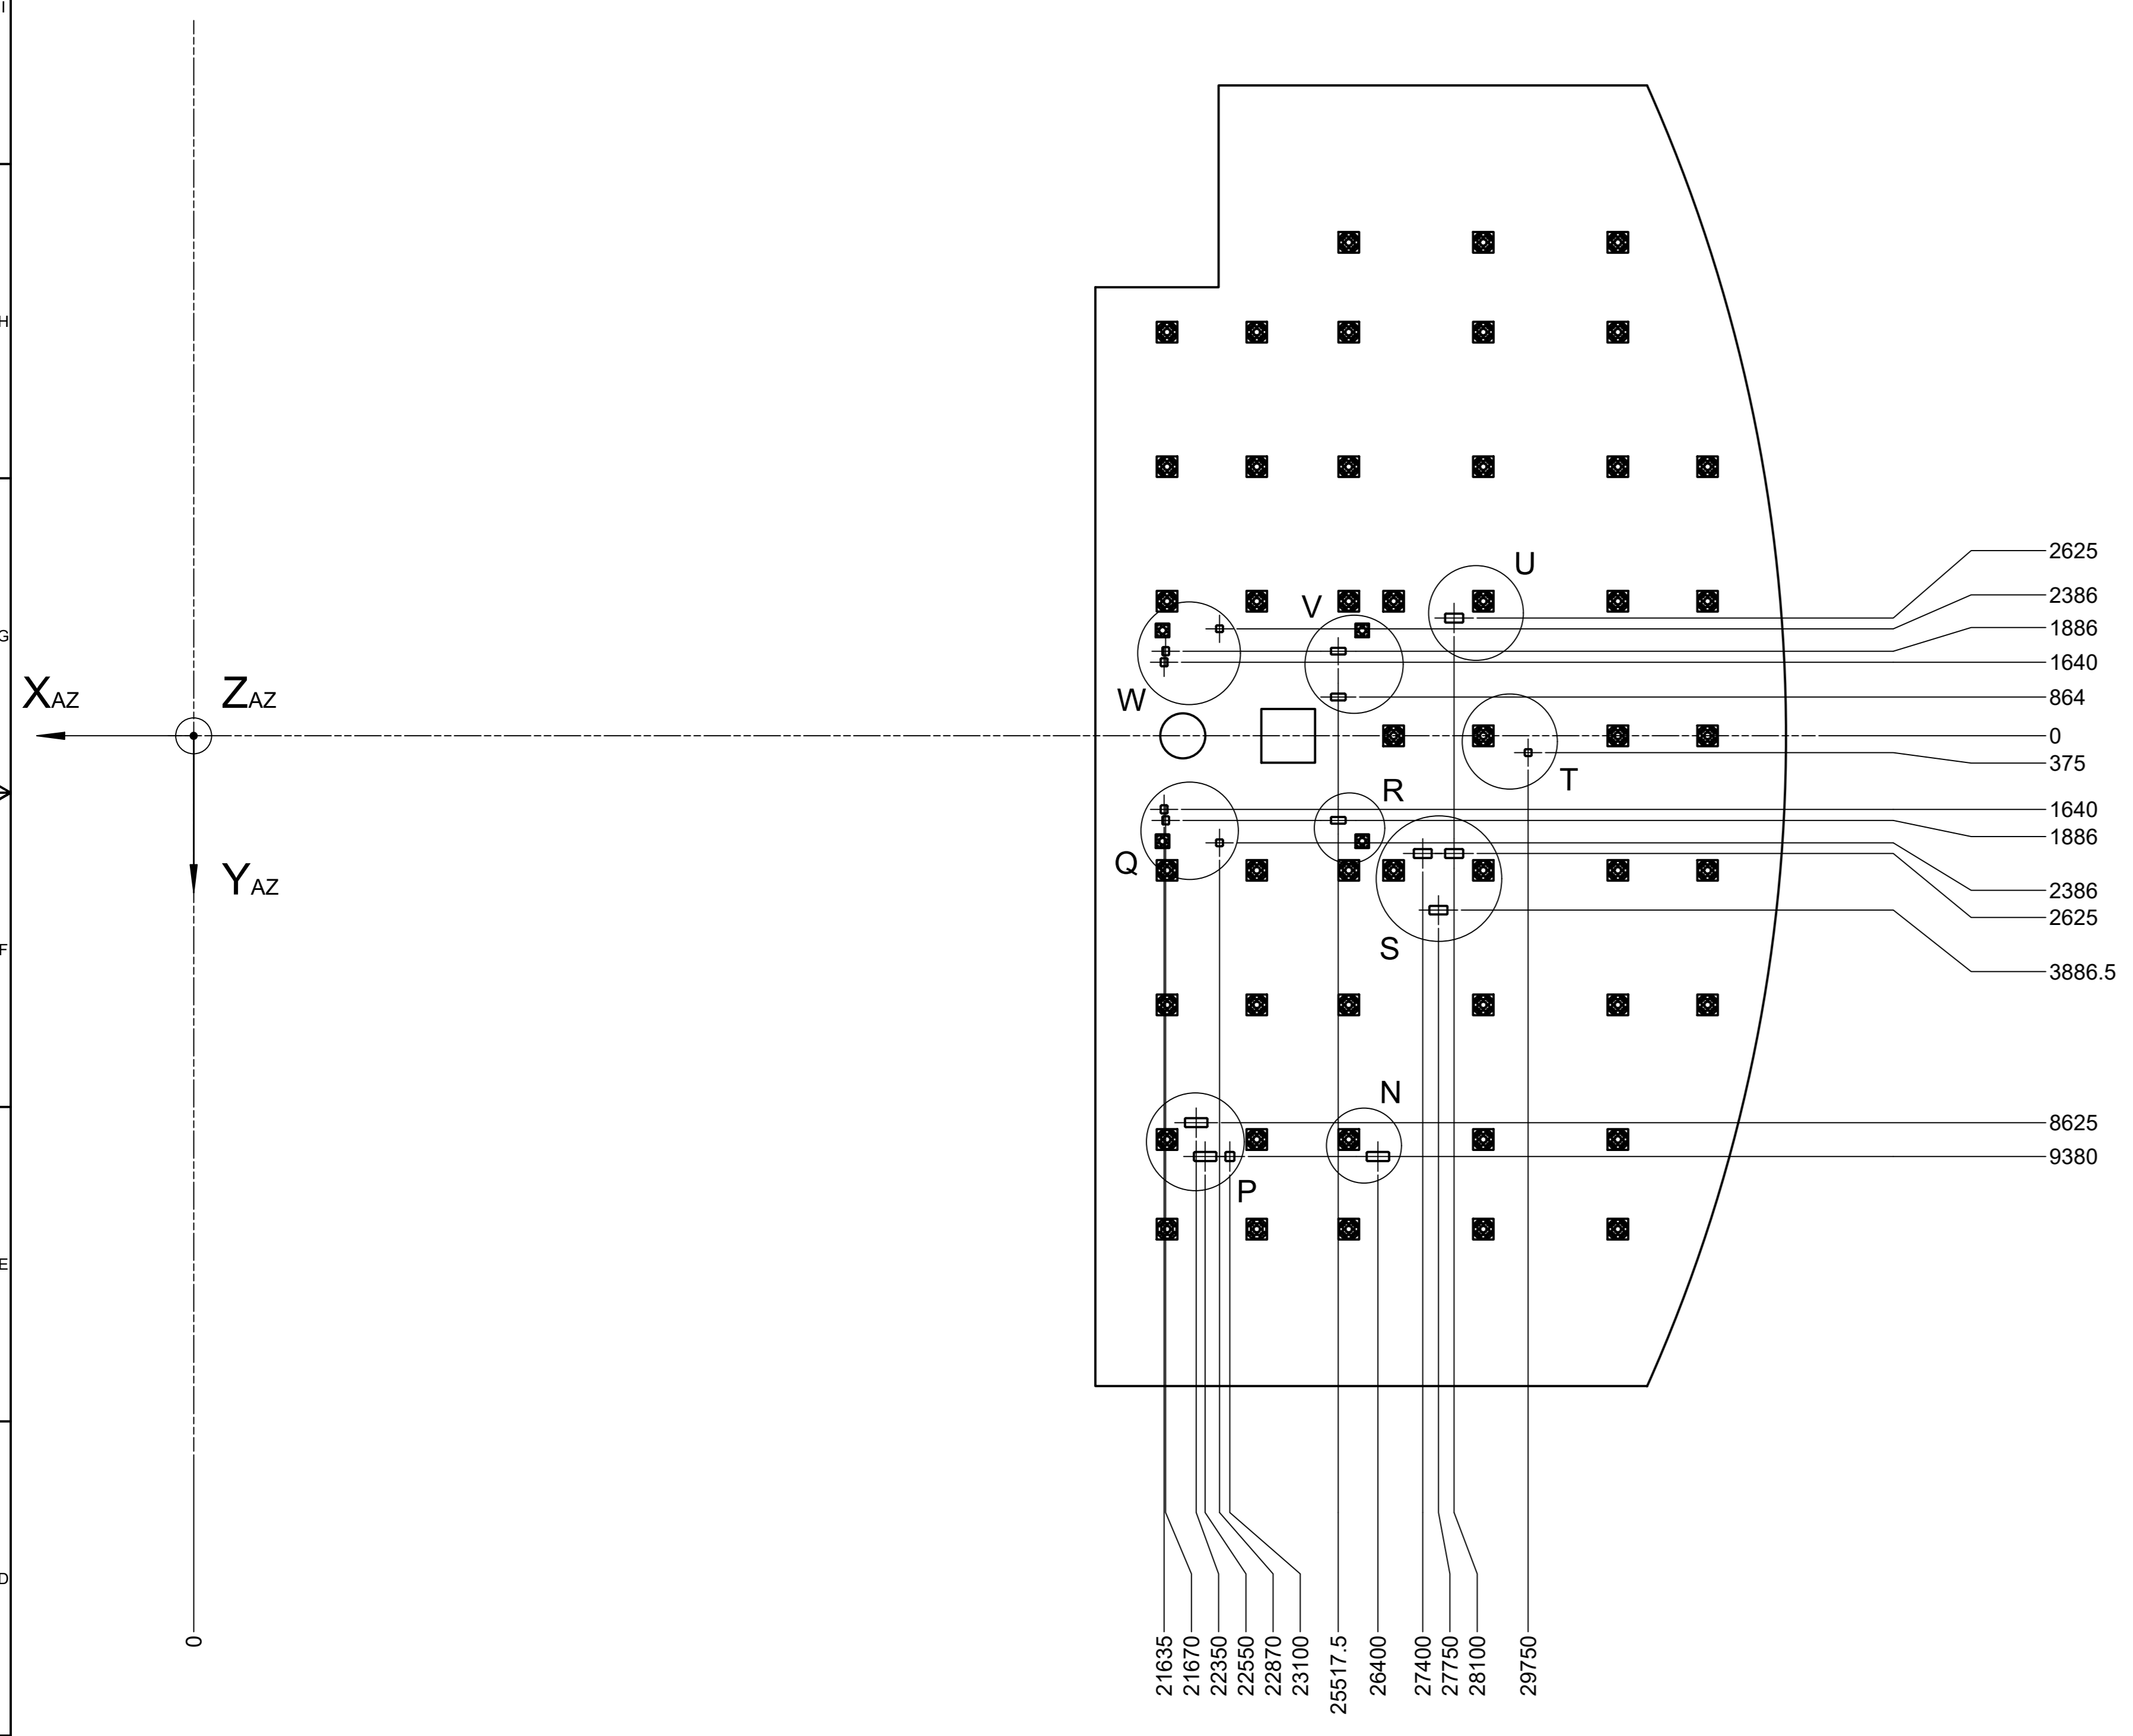 I
H
G
F
E
D
U
V
W
XAZ
ZAZ
YAZ
T
R
Q
S
N
P
2625
2386
1886
1640
864
0
375
1640
1886
2386
2625
3886.5
8625
9380
0
21635
21670
22350
22550
22870
23100
25517.5
26400
27400
27750
28100
29750